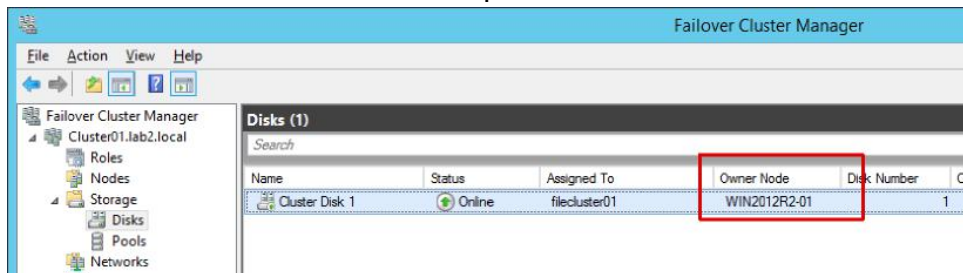 Failover Cluster Manager
File Action View Help
Failover Cluster Manager
Cluster01.lab2.local
Roles
Nodes
Storage
Disks
Pools
Networks
Disks (1)
Search
Name Status Assigned To Owner Node Disk Number
Cluster Disk 1 Online filecluster01 WIN2012R2-01 1